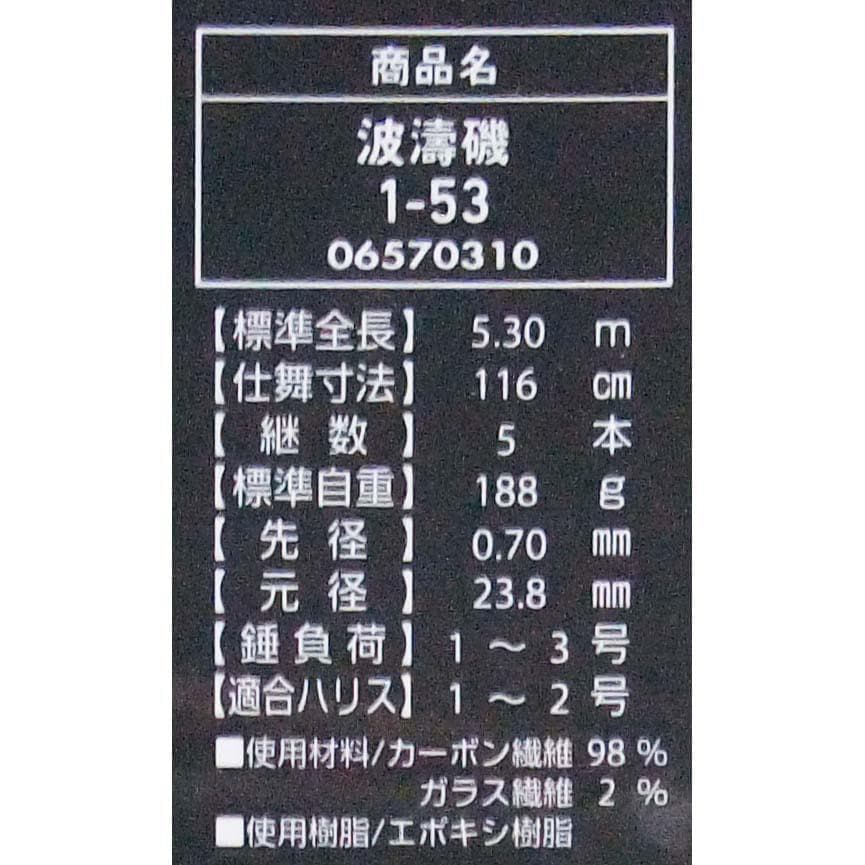 商品名
波濤磯
1-53
06570310
【標準全長】 5.30 m
【仕舞寸法】 116 cm
【継数】 5 本
【標準自重】 188 g
【先径】 0.70 mm
【元径】 23.8 mm
【錘負荷】 1 〜 3 号
【適合ハリス】 1 〜 2 号
■使用材料/カーボン繊維 98 %
ガラス繊維 2 %
■使用樹脂/エポキシ樹脂